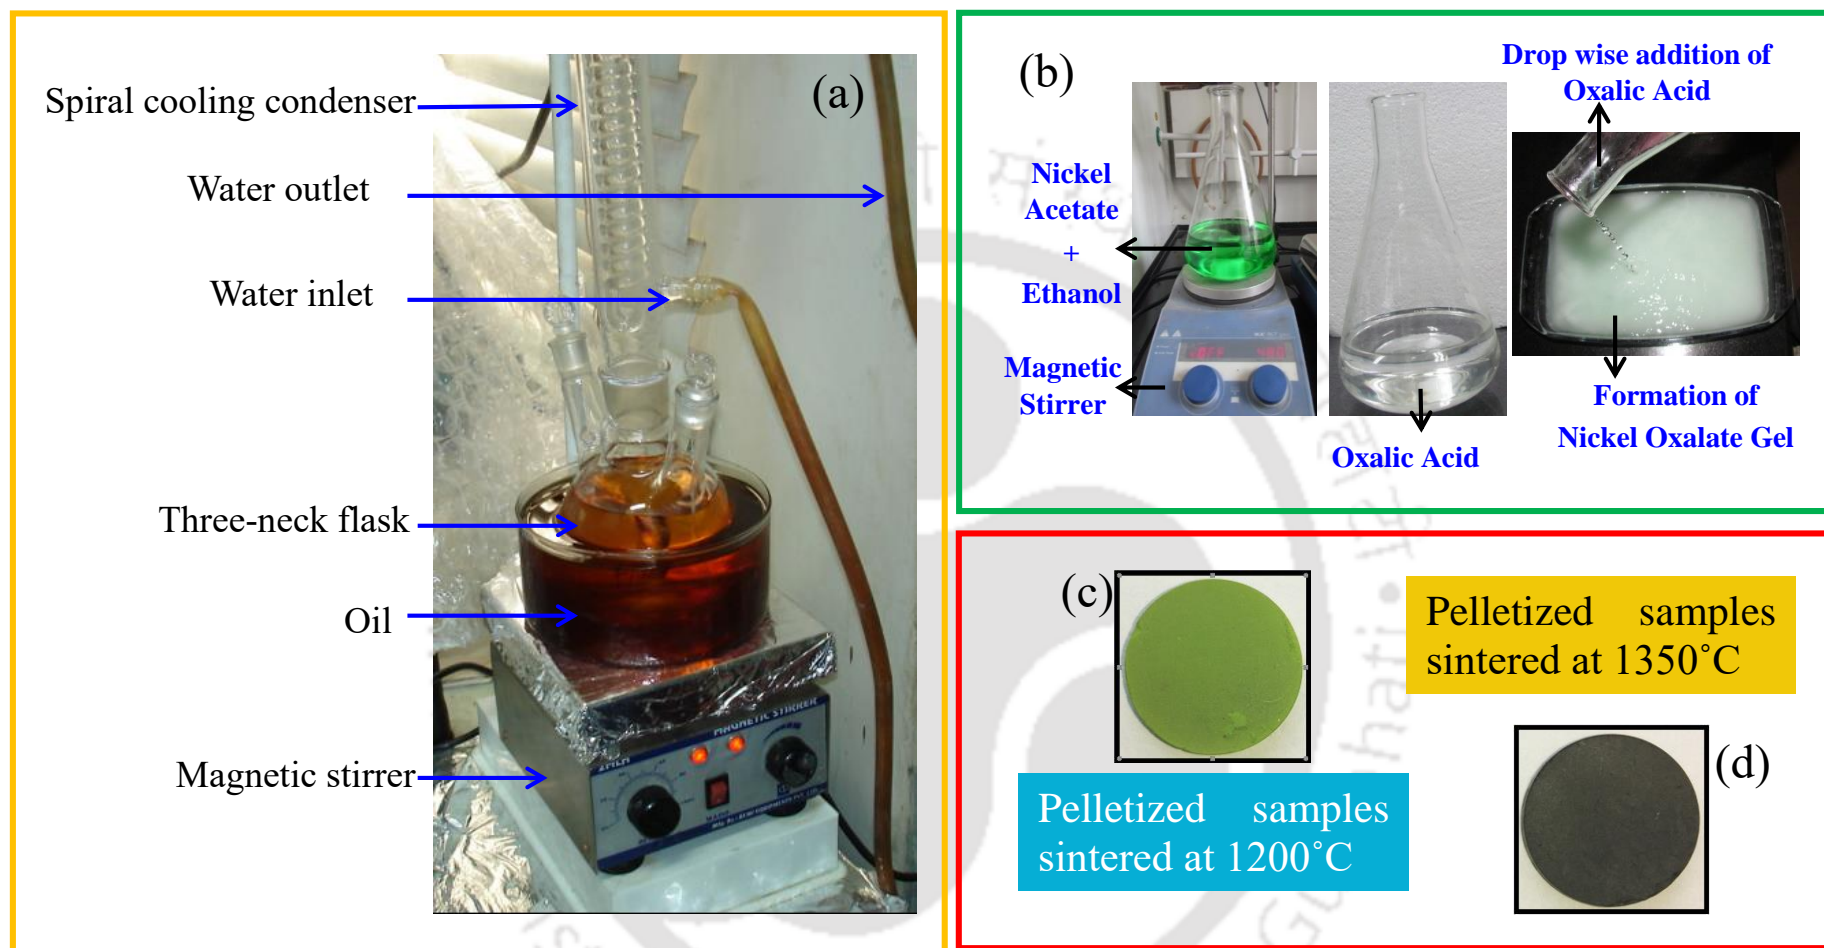 (a)
Spiral cooling condenser
Water outlet
Water inlet
Three-neck flask
Oil
Magnetic stirrer
MAGNETIC STIRRER
(b)
Nickel
Acetate
+
Ethanol
Magnetic
Stirrer
Oxalic Acid
Drop wise addition of
Oxalic Acid
Formation of
Nickel Oxalate Gel
(c)
Pelletized samples
sintered at 1200˚C
Pelletized samples
sintered at 1350˚C
(d)